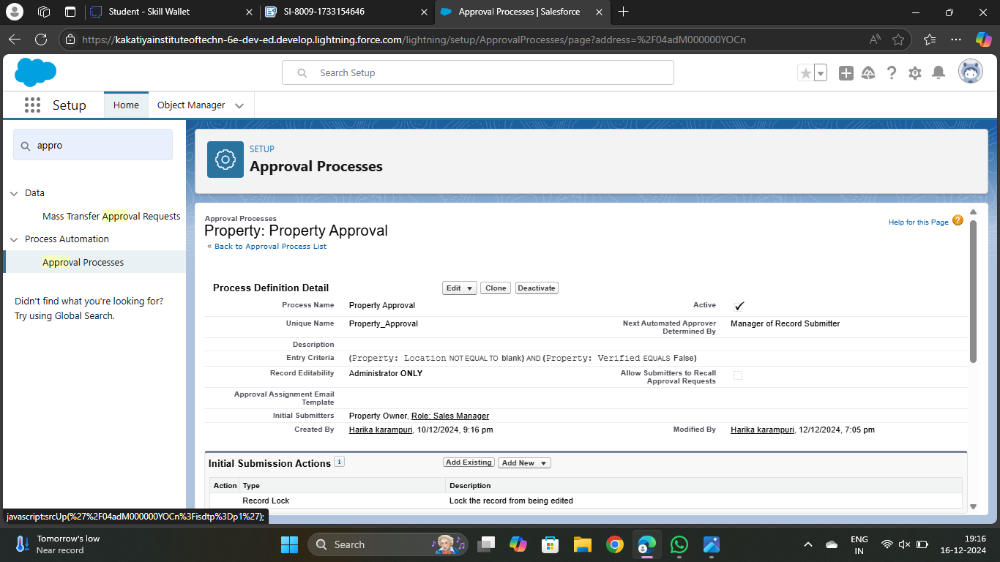 Student - Skill Wallet
SI-8009-1733154646
Approval Processes | Salesforce
https://kakatiyainstituteoftechn-6e-dev-ed.develop.lightning.force.com/lightning/setup/ApprovalProcesses/page?address=%2F04adM000000YOCn
Search Setup
Setup
Home
Object Manager
appro
Data
Mass Transfer Approval Requests
Process Automation
Approval Processes
Didn't find what you're looking for?
Try using Global Search.
SETUP
Approval Processes
Approval Processes
Property: Property Approval
« Back to Approval Process List
Help for this Page ?
Process Definition Detail
Edit
Clone
Deactivate
Process Name Property Approval Active
Unique Name Property_Approval Next Automated Approver Determined By Manager of Record Submitter
Description
Entry Criteria (Property: Location NOT EQUAL TO blank) AND (Property: Verified EQUALS False)
Record Editability Administrator ONLY Allow Submitters to Recall Approval Requests
Approval Assignment Email Template
Initial Submitters Property Owner, Role: Sales Manager
Created By Harika karampuri, 10/12/2024, 9:16 pm Modified By Harika karampuri, 12/12/2024, 7:05 pm
Initial Submission Actions i Add Existing Add New
Action Type Description
Record Lock Lock the record from being edited
javascript:srcUp(%27%2F04adM000000YOCn%3Fisdtp%3Dp1%27);
Tomorrow's low
Near record
Search
ENG
IN
19:16
16-12-2024